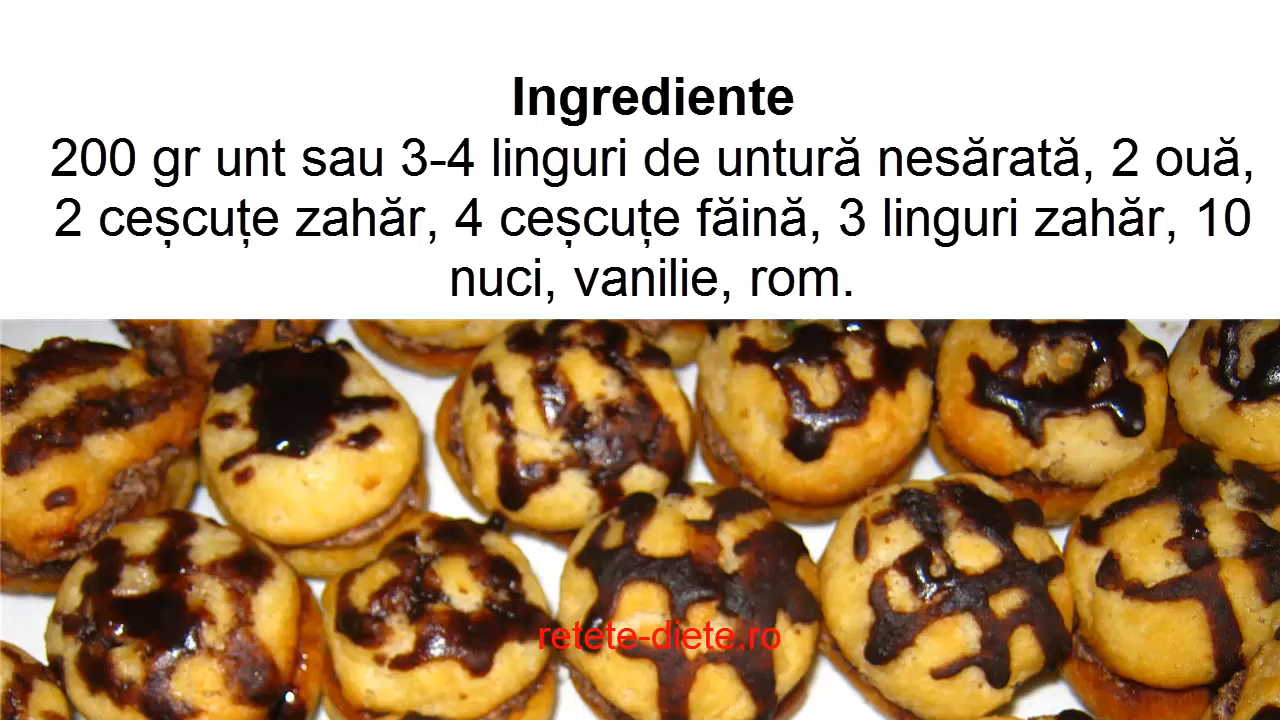 Ingrediente
200 gr unt sau 3-4 linguri de untură nesărată, 2 ouă,
2 ceșcuțe zahăr, 4 ceșcuțe făină, 3 linguri zahăr, 10
nuci, vanilie, rom.
retete-diete.ro